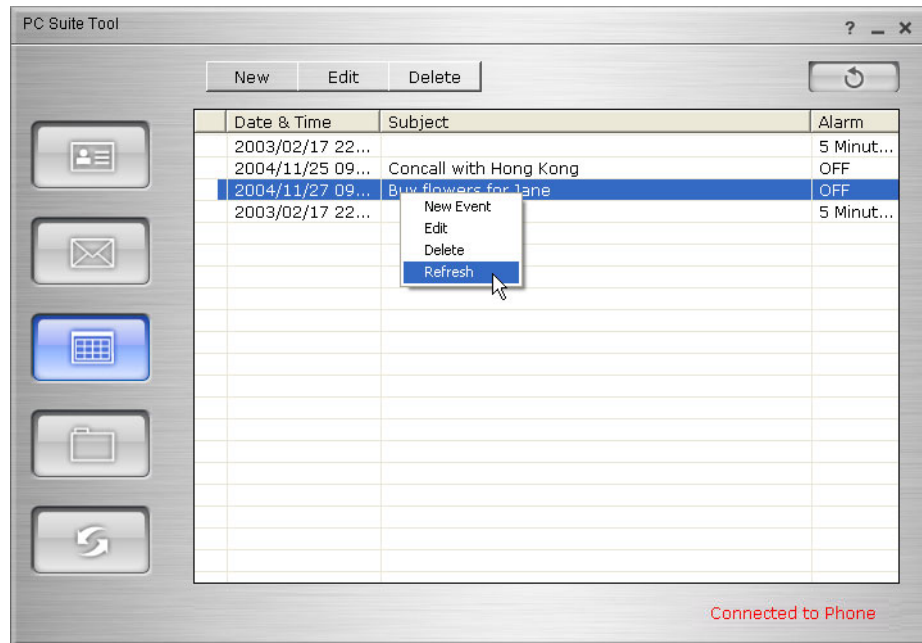 PC Suite Tool ? _ ×
New Edit Delete
Date & Time Subject Alarm
2003/02/17 22... 5 Minut...
2004/11/25 09... Concall with Hong Kong OFF
2004/11/27 09... Buy flowers for Jane OFF
2003/02/17 22... 5 Minut...
New Event
Edit
Delete
Refresh
Connected to Phone